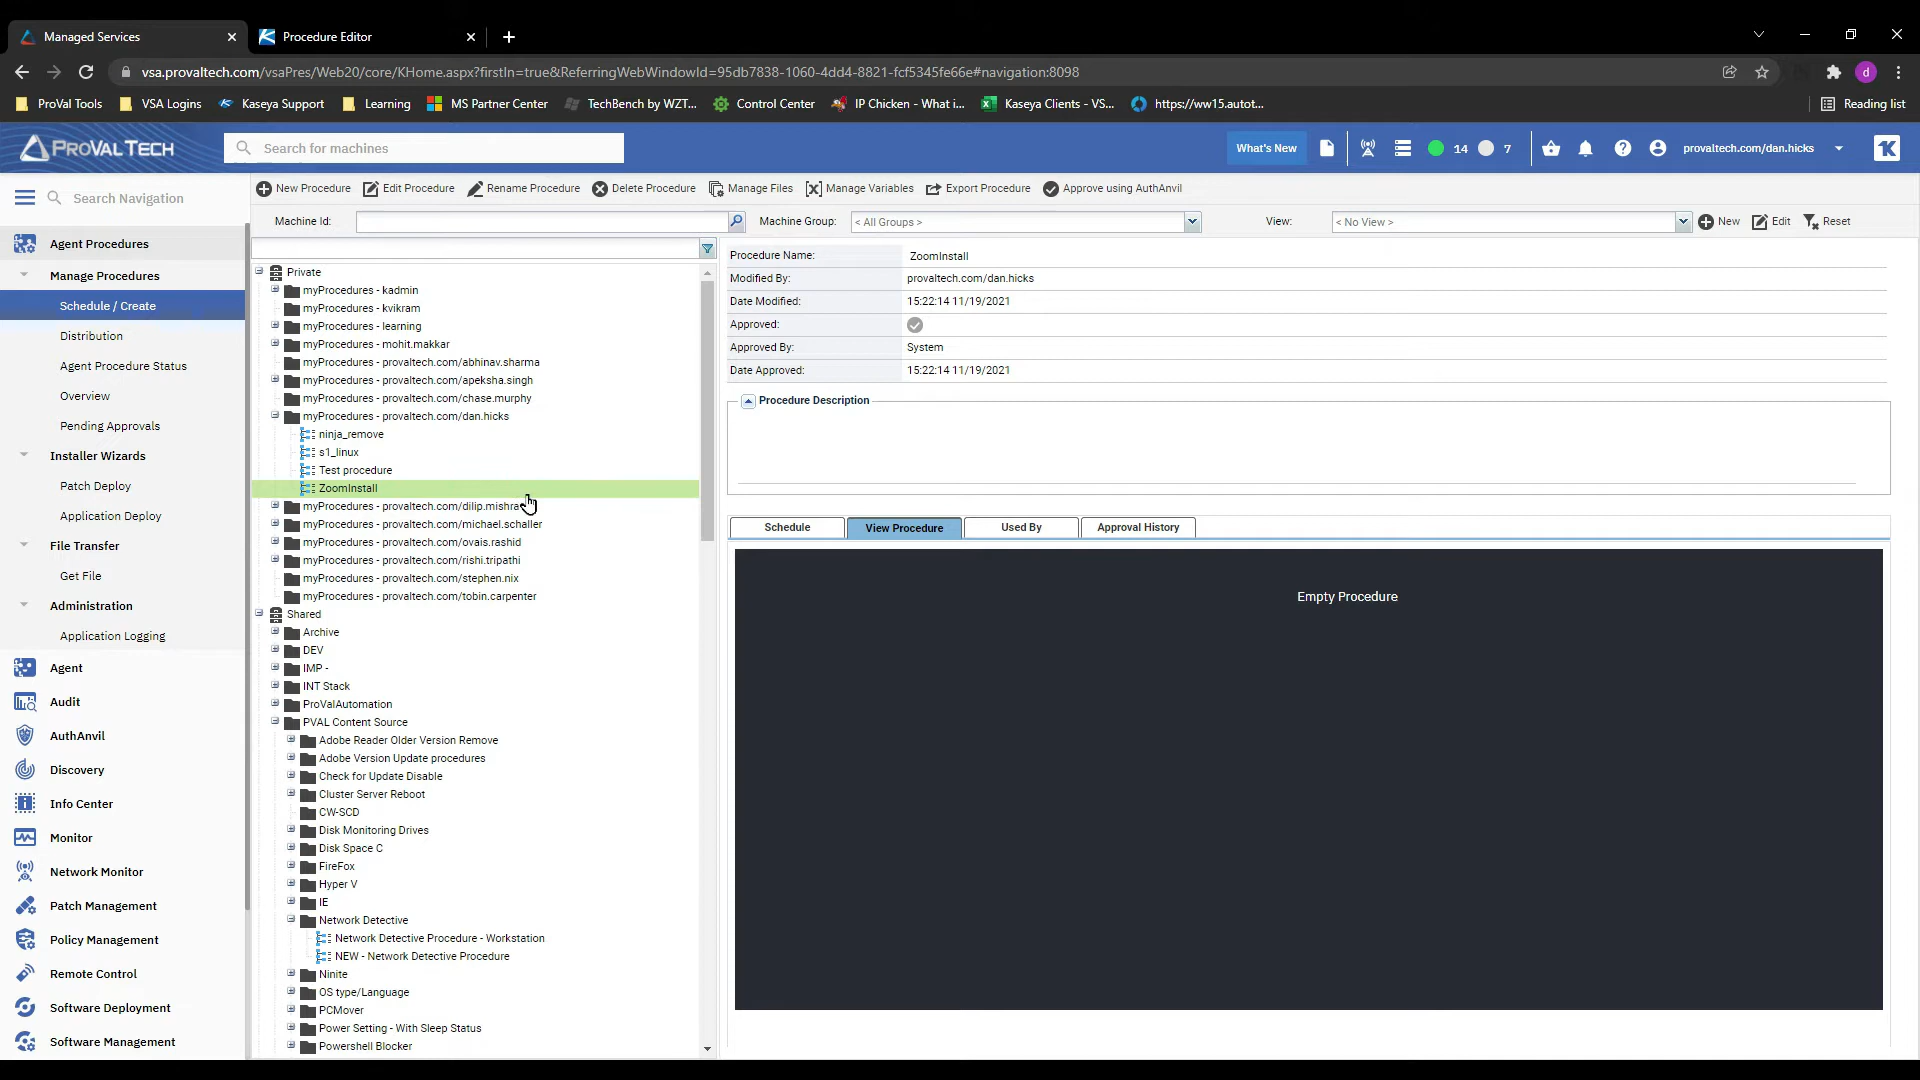 Managed Services
Procedure Editor
vsa.provaltech.com/vsaPres/Web20/core/KHome.aspx?firstIn=true&ReferringWebWindowId=95db7838-1060-4dd4-8821-fcf5345fe66e#navigation:8098
ProVal Tools
VSA Logins
Kaseya Support
Learning
MS Partner Center
TechBench by WZT...
Control Center
IP Chicken - What i...
Kaseya Clients - VS...
https://ww15.autot...
Reading list
PROVAL TECH
Search for machines
What's New
14
7
provaltech.com/dan.hicks
Search Navigation
New Procedure
Edit Procedure
Rename Procedure
Delete Procedure
Manage Files
Manage Variables
Export Procedure
Approve using AuthAnvil
Machine Id:
Machine Group:
< All Groups >
View:
< No View >
New
Edit
Reset
Agent Procedures
Manage Procedures
Schedule / Create
Distribution
Agent Procedure Status
Overview
Pending Approvals
Installer Wizards
Patch Deploy
Application Deploy
File Transfer
Get File
Administration
Application Logging
Agent
Audit
AuthAnvil
Discovery
Info Center
Monitor
Network Monitor
Patch Management
Policy Management
Remote Control
Software Deployment
Software Management
Private
myProcedures - kadmin
myProcedures - kvikram
myProcedures - learning
myProcedures - mohit.makkar
myProcedures - provaltech.com/abhinav.sharma
myProcedures - provaltech.com/apeksha.singh
myProcedures - provaltech.com/chase.murphy
myProcedures - provaltech.com/dan.hicks
ninja_remove
s1_linux
Test procedure
ZoomInstall
myProcedures - provaltech.com/dilip.mishra
myProcedures - provaltech.com/michael.schaller
myProcedures - provaltech.com/ovais.rashid
myProcedures - provaltech.com/rishi.tripathi
myProcedures - provaltech.com/stephen.nix
myProcedures - provaltech.com/tobin.carpenter
Shared
Archive
DEV
IMP -
INT Stack
ProValAutomation
PVAL Content Source
Adobe Reader Older Version Remove
Adobe Version Update procedures
Check for Update Disable
Cluster Server Reboot
CW-SCD
Disk Monitoring Drives
Disk Space C
FireFox
Hyper V
IE
Network Detective
Network Detective Procedure - Workstation
NEW - Network Detective Procedure
Ninite
OS type/Language
PCMover
Power Setting - With Sleep Status
Powershell Blocker
Procedure Name:
ZoomInstall
Modified By:
provaltech.com/dan.hicks
Date Modified:
15:22:14 11/19/2021
Approved:
Approved By:
System
Date Approved:
15:22:14 11/19/2021
Procedure Description
Schedule
View Procedure
Used By
Approval History
Empty Procedure